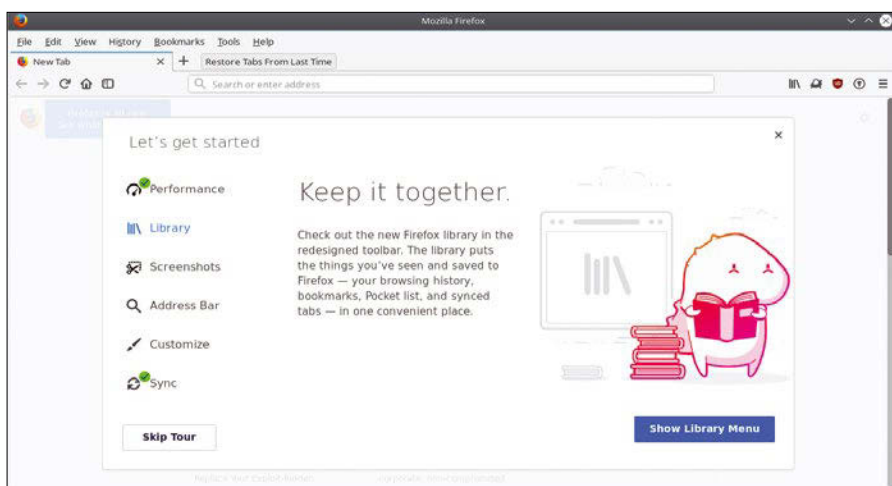 Mozilla Firefox
File Edit View History Bookmarks Tools Help
New Tab
Restore Tabs From Last Time
Search or enter address
Let's get started
Performance
Library
Screenshots
Address Bar
Customize
Sync
Skip Tour
Keep it together.
Check out the new Firefox library in the
redesigned toolbar. The library puts
the things you've seen and saved to
Firefox — your browsing history,
bookmarks, Pocket list, and synced
tabs — in one convenient place.
Show Library Menu